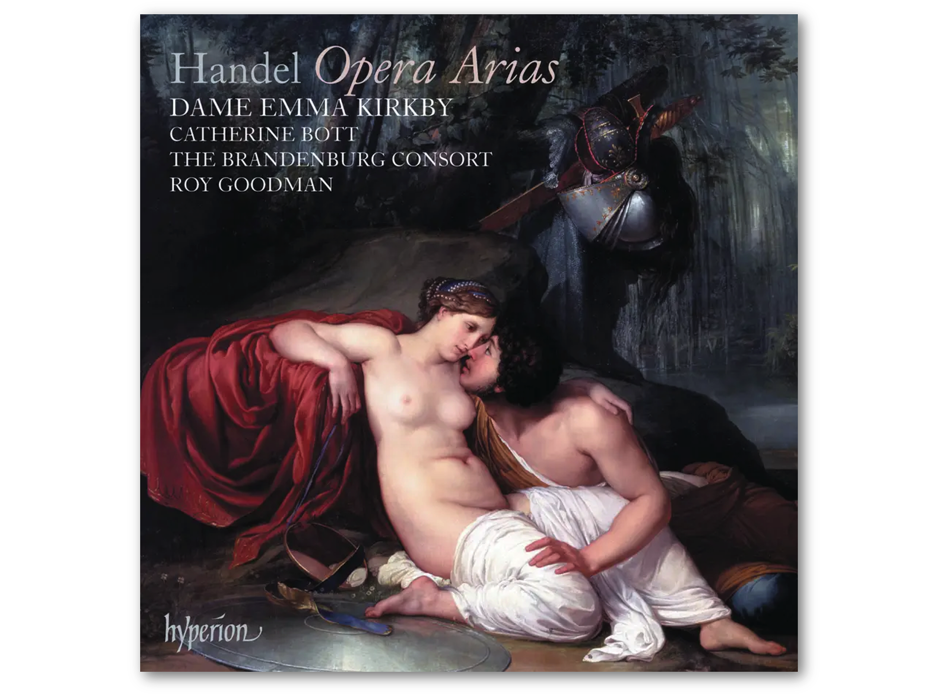 Handel Opera Arias
DAME EMMA KIRKBY
CATHERINE BOTT
THE BRANDENBURG CONSORT
ROY GOODMAN
hyperion